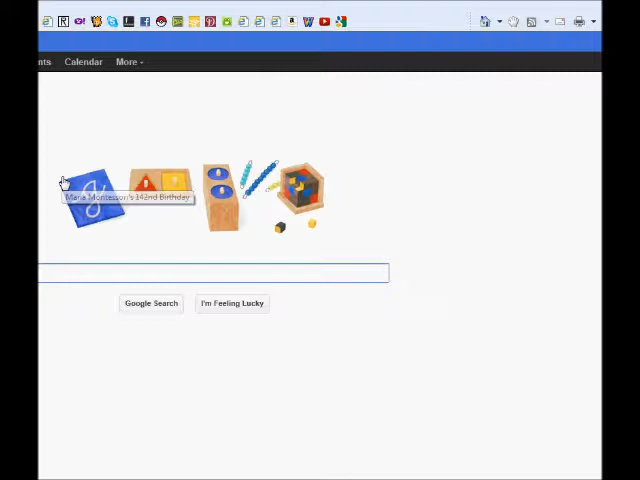 nts Calendar More
Maria Montessori's 142nd Birthday
Google Search I'm Feeling Lucky